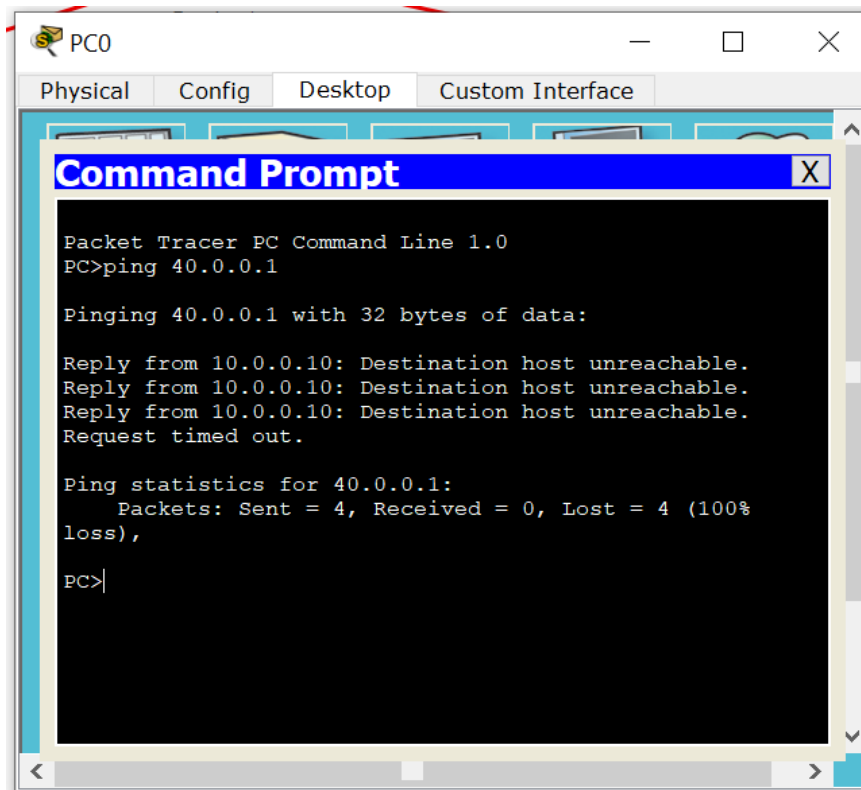 PC0
Physical Config Desktop Custom Interface
Command Prompt
X
Packet Tracer PC Command Line 1.0
PC>ping 40.0.0.1
Pinging 40.0.0.1 with 32 bytes of data:
Reply from 10.0.0.10: Destination host unreachable.
Reply from 10.0.0.10: Destination host unreachable.
Reply from 10.0.0.10: Destination host unreachable.
Request timed out.
Ping statistics for 40.0.0.1:
Packets: Sent = 4, Received = 0, Lost = 4 (100%
loss),
PC>